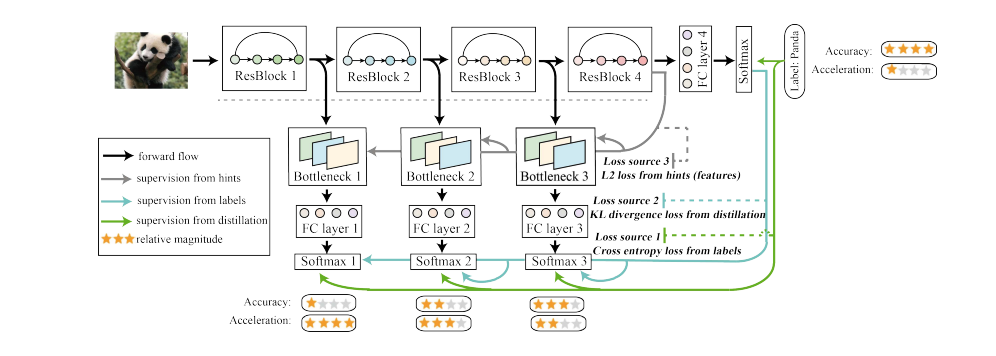 ResBlock 1
ResBlock 2
ResBlock 3
ResBlock 4
FC layer 4
Softmax
Label: Panda
Accuracy:
Acceleration:
forward flow
supervision from hints
supervision from labels
supervision from distillation
relative magnitude
Bottleneck 1
Bottleneck 2
Bottleneck 3
Loss source 3
L2 loss from hints (features)
Loss source 2
KL divergence loss from distillation
Loss source 1
Cross entropy loss from labels
FC layer 1
FC layer 2
FC layer 3
Softmax 1
Softmax 2
Softmax 3
Accuracy:
Acceleration: